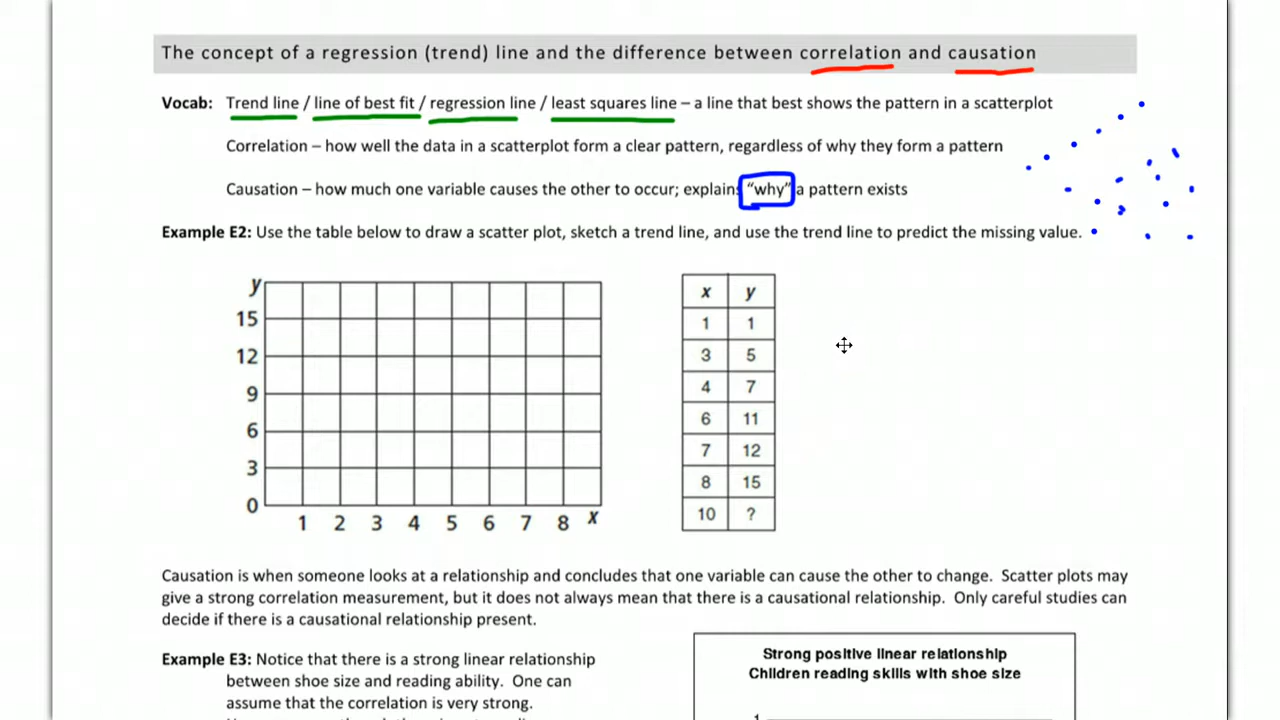 The concept of a regression (trend) line and the difference between correlation and causation
Vocab: Trend line / line of best fit / regression line / least squares line – a line that best shows the pattern in a scatterplot
Correlation – how well the data in a scatterplot form a clear pattern, regardless of why they form a pattern
Causation – how much one variable causes the other to occur; explains “why” a pattern exists
Example E2: Use the table below to draw a scatter plot, sketch a trend line, and use the trend line to predict the missing value.
y
15
12
9
6
3
0
1 2 3 4 5 6 7 8 x
x y
1 1
3 5
4 7
6 11
7 12
8 15
10 ?
Causation is when someone looks at a relationship and concludes that one variable can cause the other to change. Scatter plots may
give a strong correlation measurement, but it does not always mean that there is a causational relationship. Only careful studies can
decide if there is a causational relationship present.
Example E3: Notice that there is a strong linear relationship
between shoe size and reading ability. One can
assume that the correlation is very strong.
Strong positive linear relationship
Children reading skills with shoe size
1